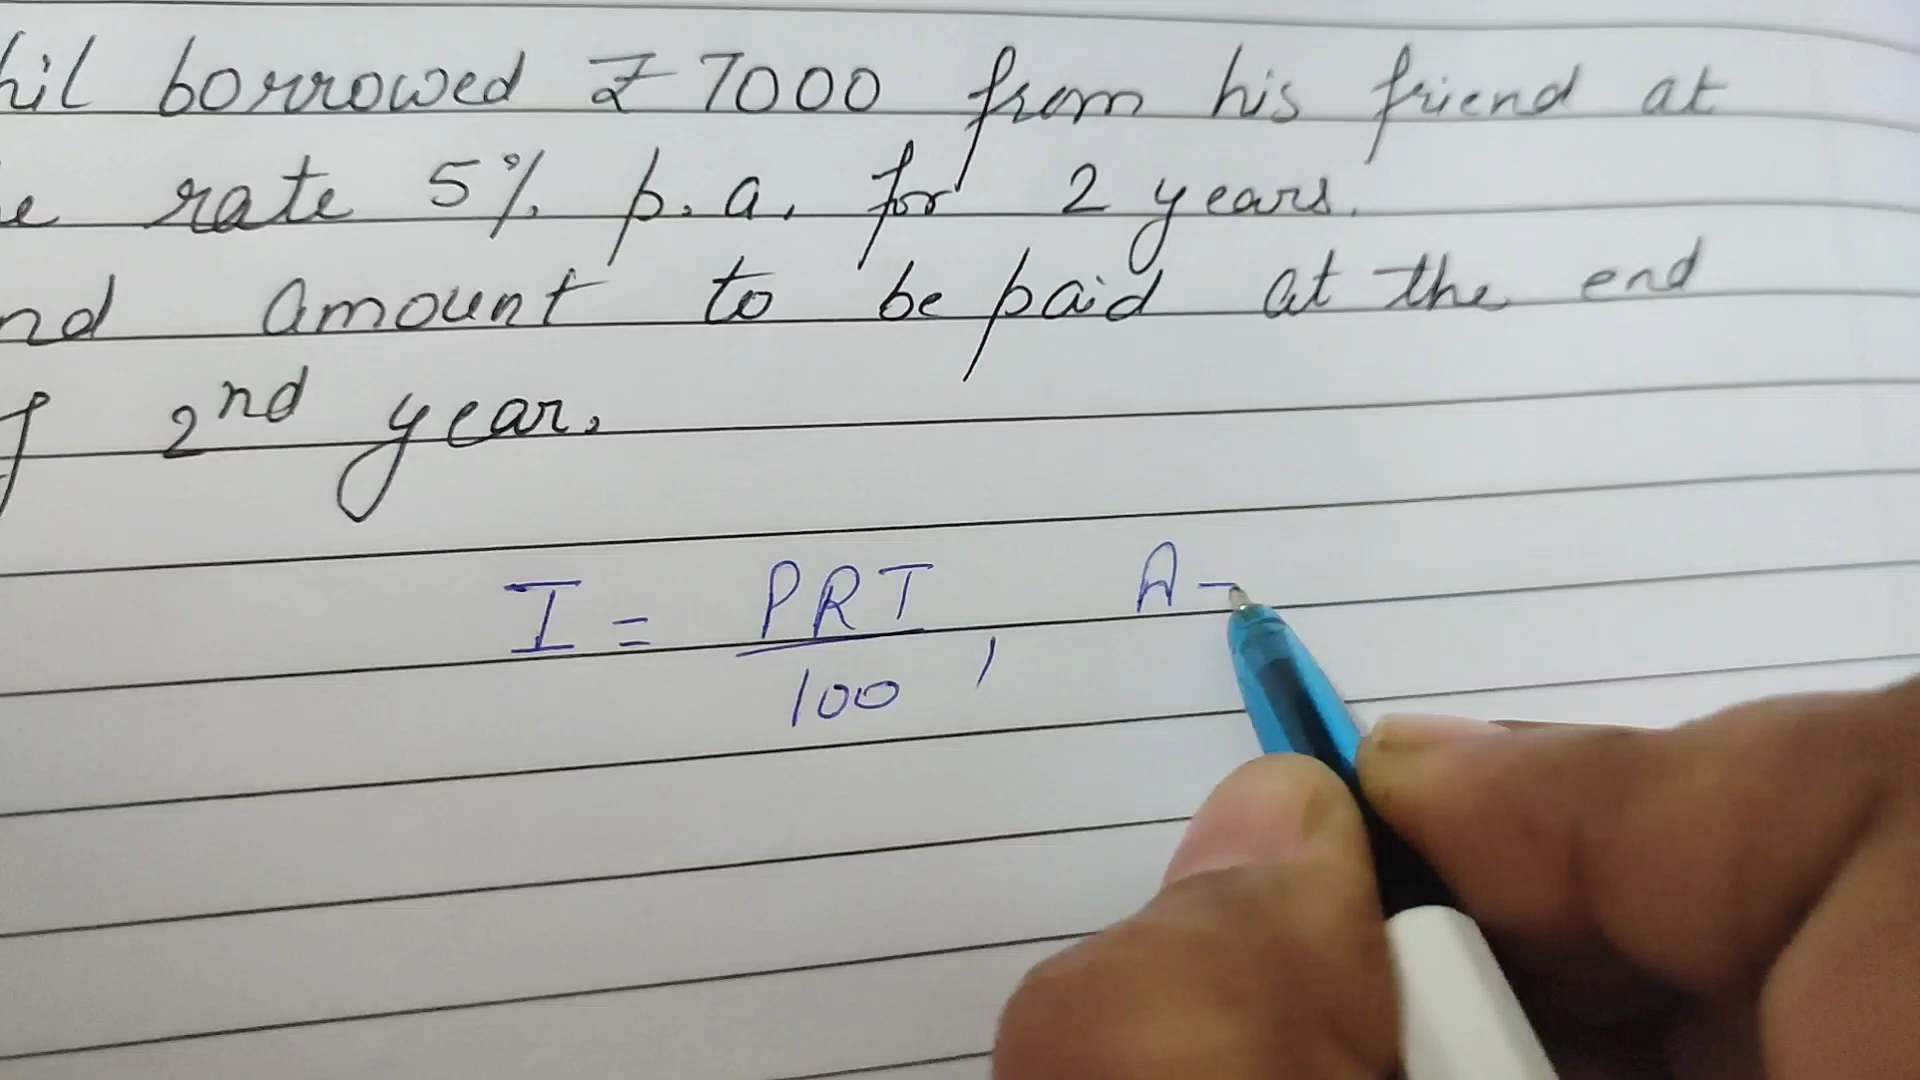 hil borrowed ₹ 7000 from his friend at
e rate 5% p.a. for 2 years.
nd amount to be paid at the end
f 2nd year.
I = PRT / 100 , A -